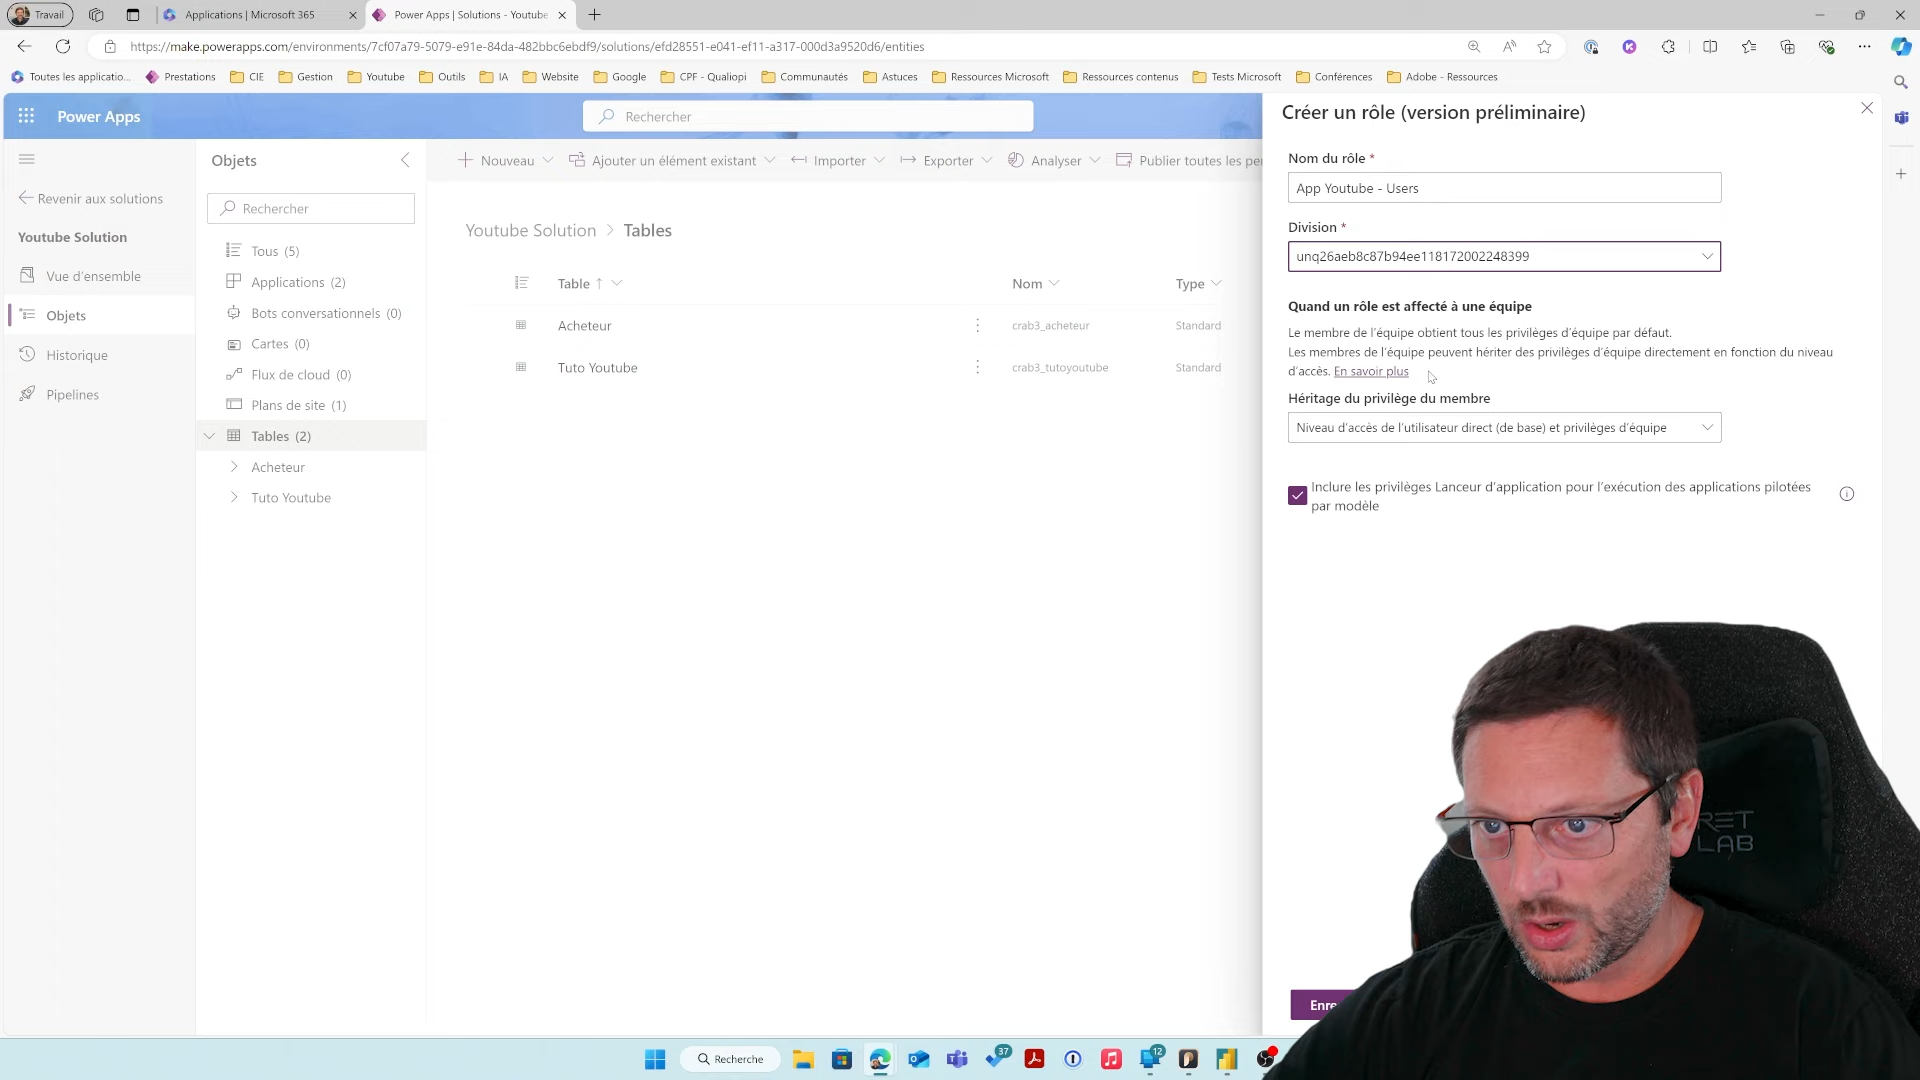 Travail
Applications | Microsoft 365
Power Apps | Solutions - Youtube
https://make.powerapps.com/environments/7cf07a79-5079-e91e-84da-482bbc6ebdf9/solutions/efd28551-e041-ef11-a317-000d3a9520d6/entities
Toutes les applicatio...
Prestations
CIE
Gestion
Youtube
Outils
IA
Website
Google
CPF - Qualiopi
Communautés
Astuces
Ressources Microsoft
Ressources contenus
Tests Microsoft
Conférences
Adobe - Ressources
Power Apps
Rechercher
Revenir aux solutions
Youtube Solution
Vue d'ensemble
Objets
Historique
Pipelines
Objets
Rechercher
Tous (5)
Applications (2)
Bots conversationnels (0)
Cartes (0)
Flux de cloud (0)
Plans de site (1)
Tables (2)
Acheteur
Tuto Youtube
Nouveau
Ajouter un élément existant
Importer
Exporter
Analyser
Publier toutes les per
Youtube Solution > Tables
Table ↑ Nom Type
Acheteur crab3_acheteur Standard
Tuto Youtube crab3_tutoyoutube Standard
Créer un rôle (version préliminaire)
Nom du rôle *
App Youtube - Users
Division *
unq26aeb8c87b94ee118172002248399
Quand un rôle est affecté à une équipe
Le membre de l'équipe obtient tous les privilèges d'équipe par défaut.
Les membres de l'équipe peuvent hériter des privilèges d'équipe directement en fonction du niveau
d'accès. En savoir plus
Héritage du privilège du membre
Niveau d'accès de l'utilisateur direct (de base) et privilèges d'équipe
Inclure les privilèges Lanceur d'application pour l'exécution des applications pilotées
par modèle
Enre
RET
LAB
Recherche
37
12